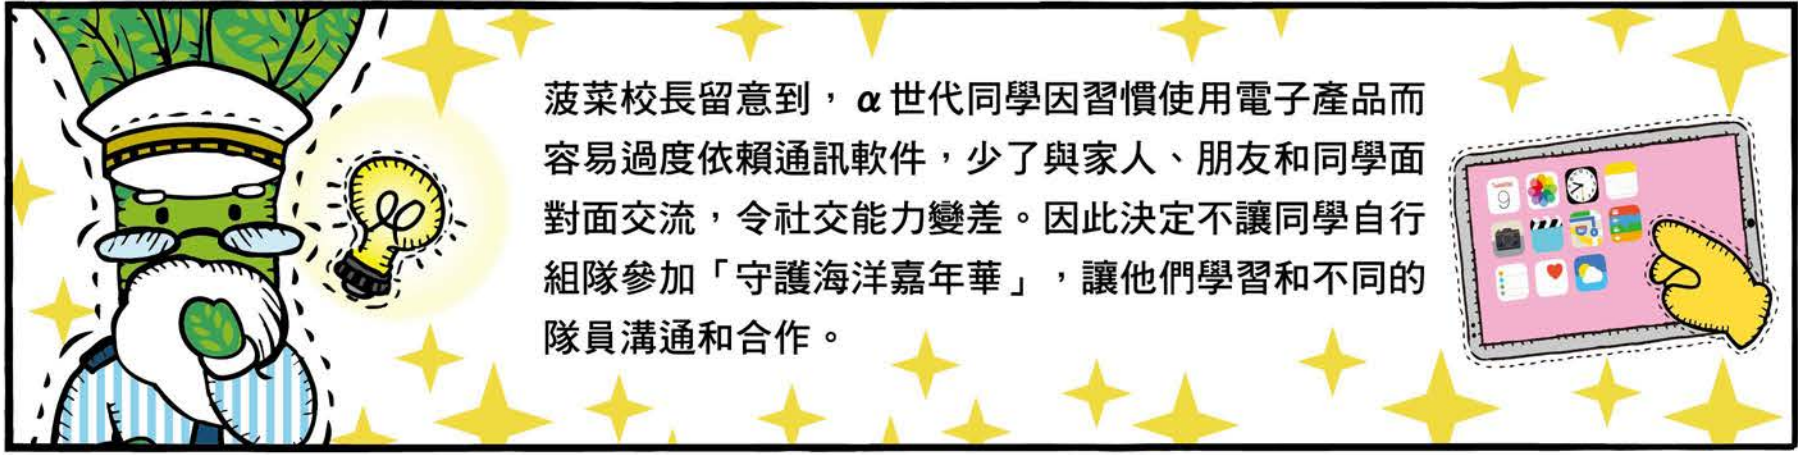 菠菜校長留意到，α世代同學因習慣使用電子產品而
容易過度依賴通訊軟件，少了與家人、朋友和同學面
對面交流，令社交能力變差。因此決定不讓同學自行
組隊參加「守護海洋嘉年華」，讓他們學習和不同的
隊員溝通和合作。
9